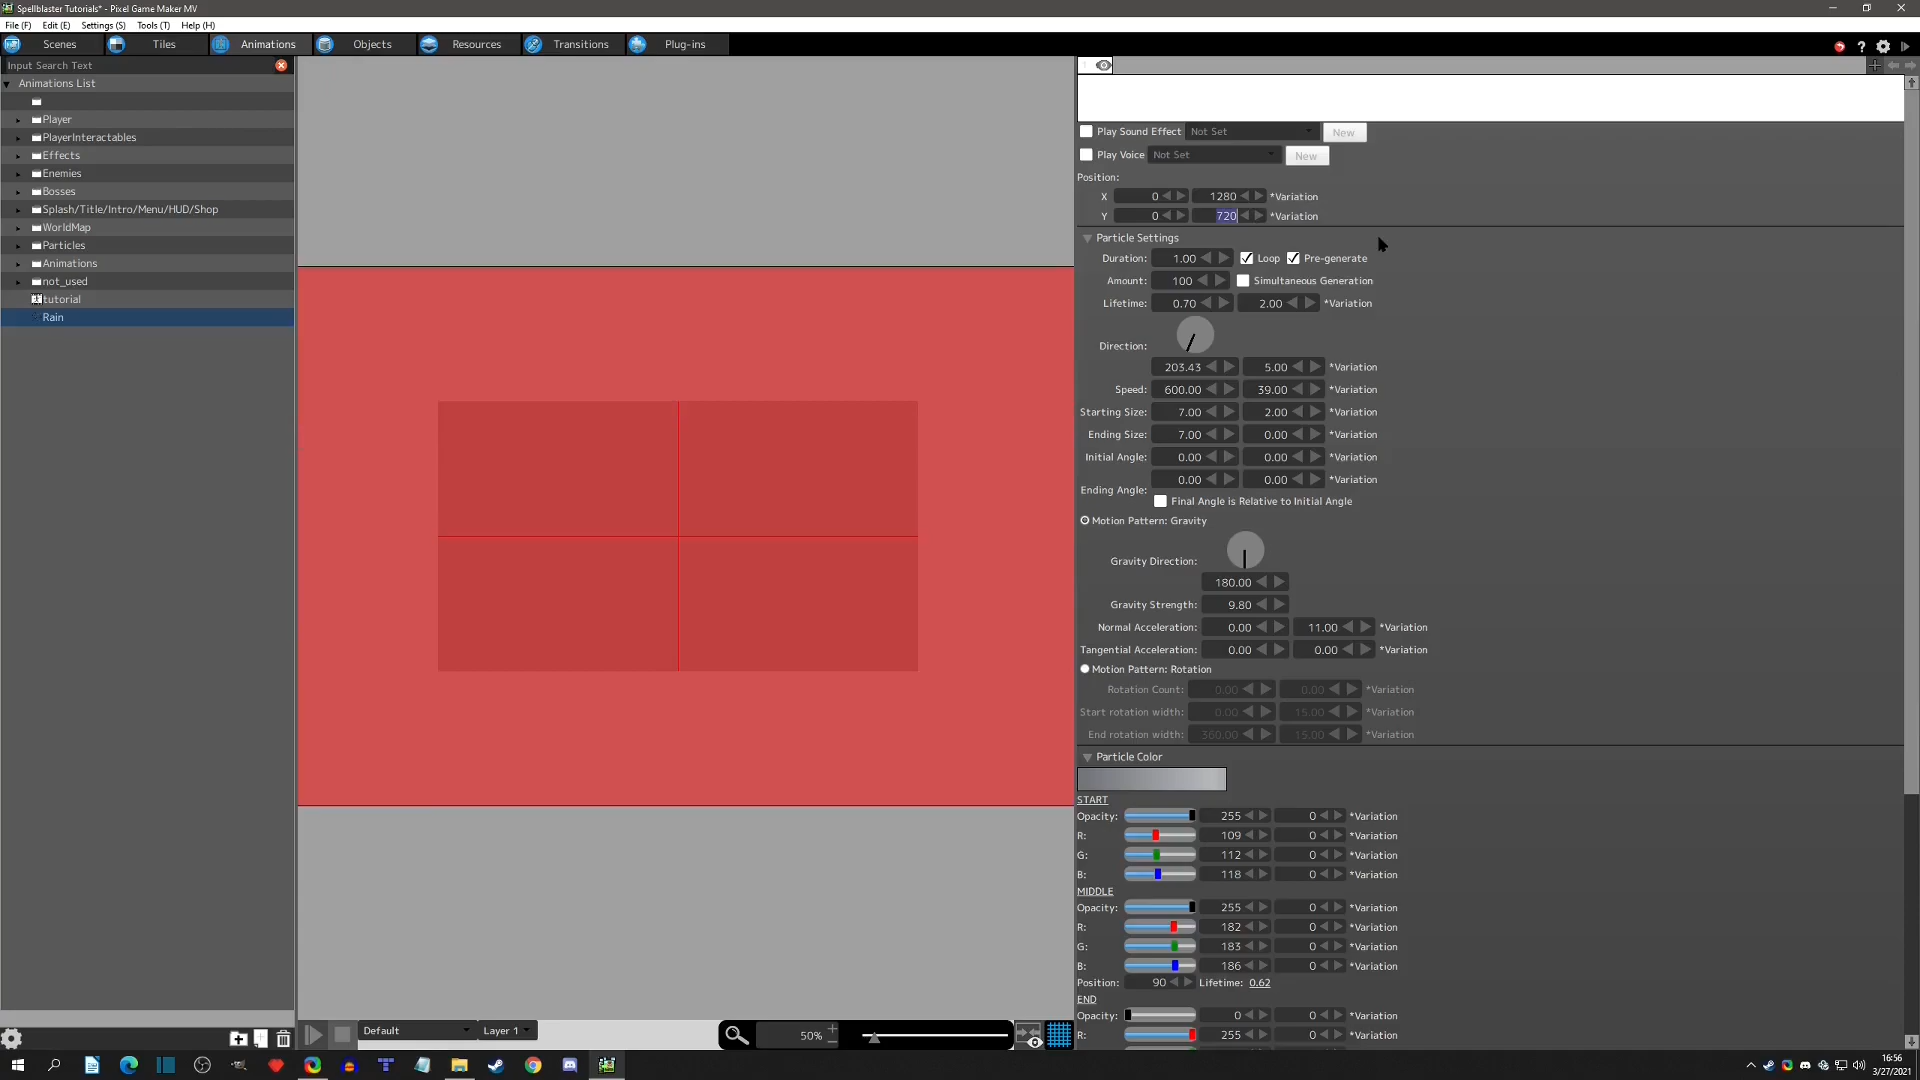 Spellblaster Tutorials* - Pixel Game Maker MV
File (F) Edit (E) Settings (S) Tools (T) Help (H)
Scenes Tiles Animations Objects Resources Transitions Plug-ins
Input Search Text
Animations List
Player
PlayerInteractables
Effects
Enemies
Bosses
Splash/Title/Intro/Menu/HUD/Shop
WorldMap
Particles
Animations
not_used
tutorial
Rain
Play Sound Effect Not Set New
Play Voice Not Set New
Position:
X 0 1280 *Variation
Y 0 720 *Variation
Particle Settings
Duration: 1.00 Loop Pre-generate
Amount: 100 Simultaneous Generation
Lifetime: 0.70 2.00 *Variation
Direction:
203.43 5.00 *Variation
Speed: 600.00 39.00 *Variation
Starting Size: 7.00 2.00 *Variation
Ending Size: 7.00 0.00 *Variation
Initial Angle: 0.00 0.00 *Variation
0.00 0.00 *Variation
Ending Angle:
Final Angle is Relative to Initial Angle
Motion Pattern: Gravity
Gravity Direction:
180.00
Gravity Strength: 9.80
Normal Acceleration: 0.00 11.00 *Variation
Tangential Acceleration: 0.00 0.00 *Variation
Motion Pattern: Rotation
Rotation Count: 0.00 0.00 *Variation
Start rotation width: 0.00 15.00 *Variation
End rotation width: 360.00 15.00 *Variation
Particle Color
START
Opacity: 255 0 *Variation
R: 109 0 *Variation
G: 112 0 *Variation
B: 118 0 *Variation
MIDDLE
Opacity: 255 0 *Variation
R: 182 0 *Variation
G: 183 0 *Variation
B: 186 0 *Variation
Position: 90 Lifetime: 0.62
END
Opacity: 0 0 *Variation
R: 255 0 *Variation
Default Layer 1 50%
16:56
3/27/2021